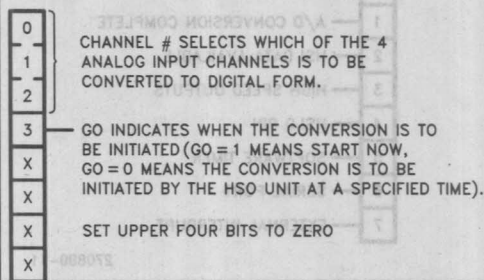 0
CHANNEL # SELECTS WHICH OF THE 4
1
ANALOG INPUT CHANNELS IS TO BE
CONVERTED TO DIGITAL FORM.
2
3
GO INDICATES WHEN THE CONVERSION IS TO
BE INITIATED (GO = 1 MEANS START NOW,
X
GO = 0 MEANS THE CONVERSION IS TO BE
INITIATED BY THE HSO UNIT AT A SPECIFIED TIME).
X
X
SET UPPER FOUR BITS TO ZERO
X